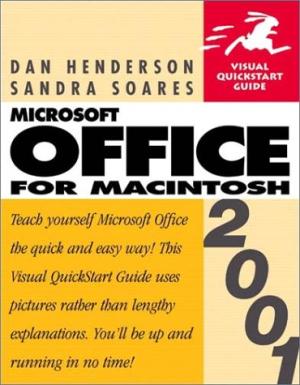 DAN HENDERSON
SANDRA SOARES
VISUAL
QUICKSTART
GUIDE
MICROSOFT
OFFICE
FOR MACINTOSH
2001
Teach yourself Microsoft Office
the quick and easy way! This
Visual QuickStart Guide uses
pictures rather than lengthy
explanations. You'll be up and
running in no time!